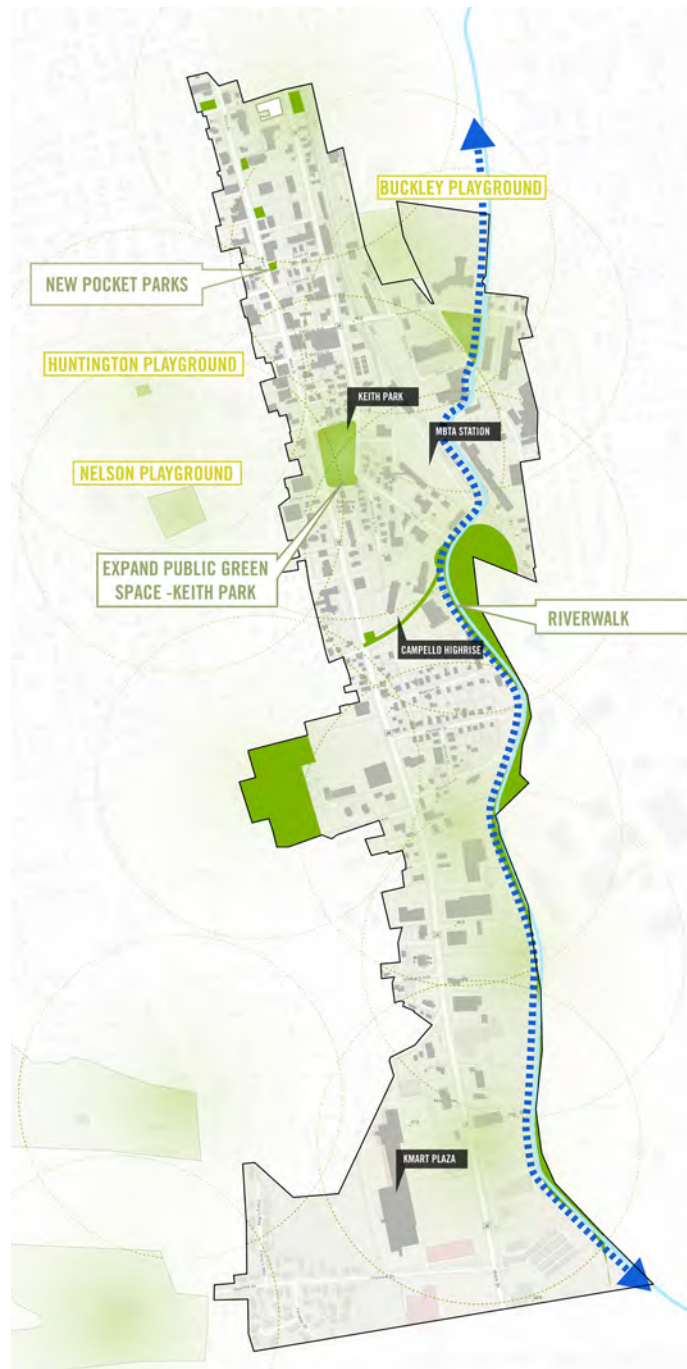 BUCKLEY PLAYGROUND
NEW POCKET PARKS
HUNTINGTON PLAYGROUND
KEITH PARK
MBTA STATION
NELSON PLAYGROUND
EXPAND PUBLIC GREEN
SPACE -KEITH PARK
RIVERWALK
CAMPELLO HIGHRISE
KMART PLAZA